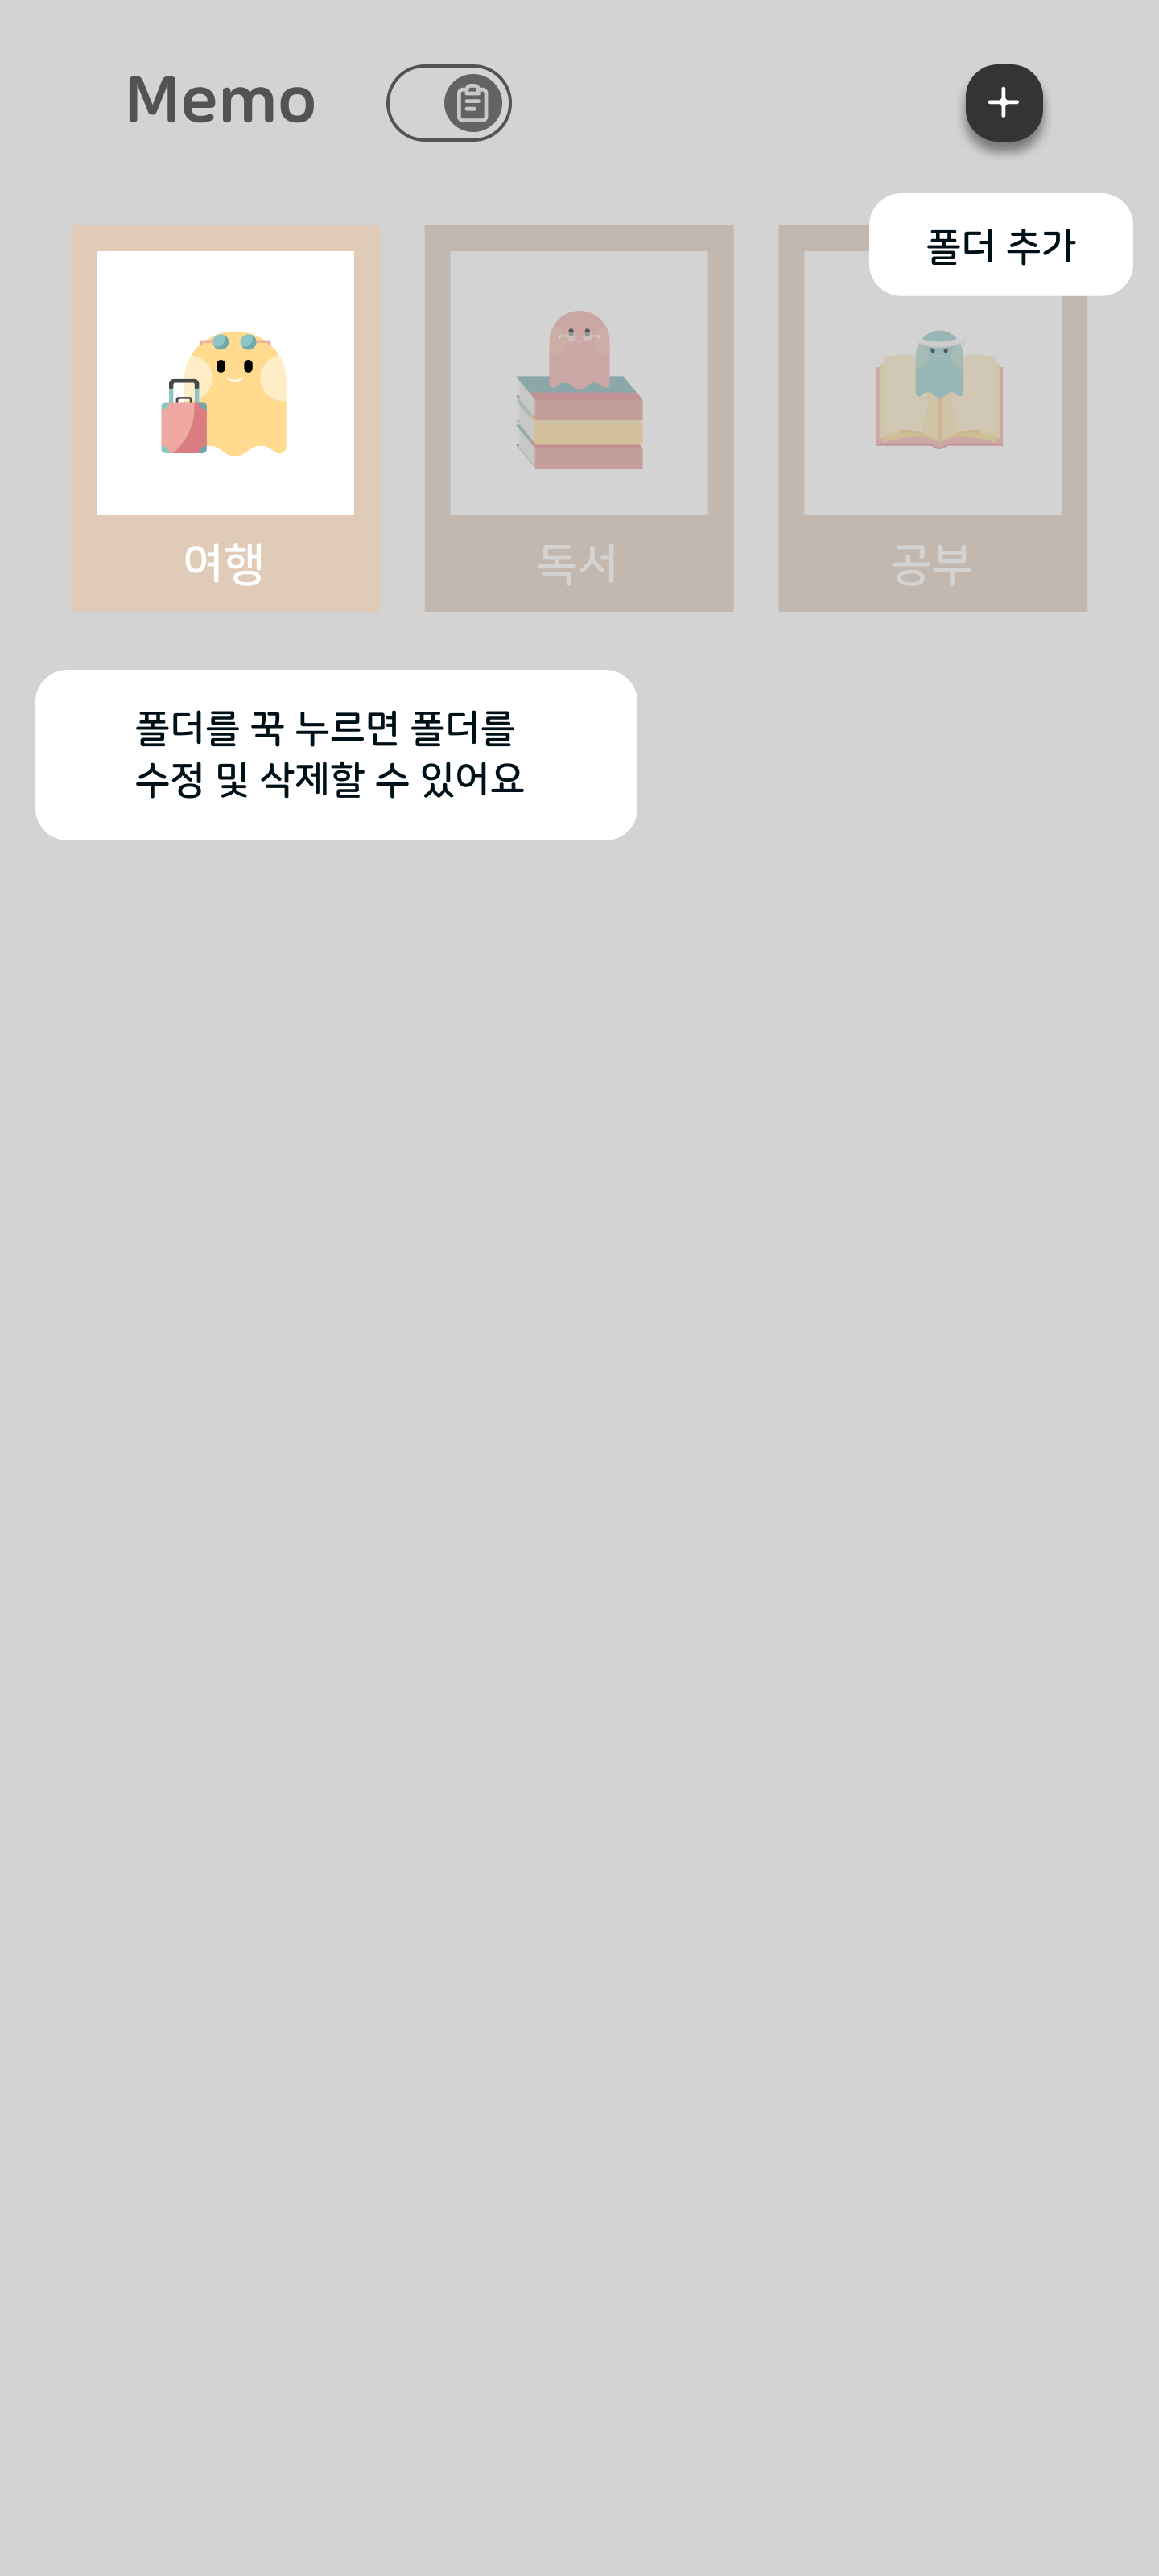 Memo
폴더 추가
여행
독서
공부
폴더를 꾹 누르면 폴더를
수정 및 삭제할 수 있어요